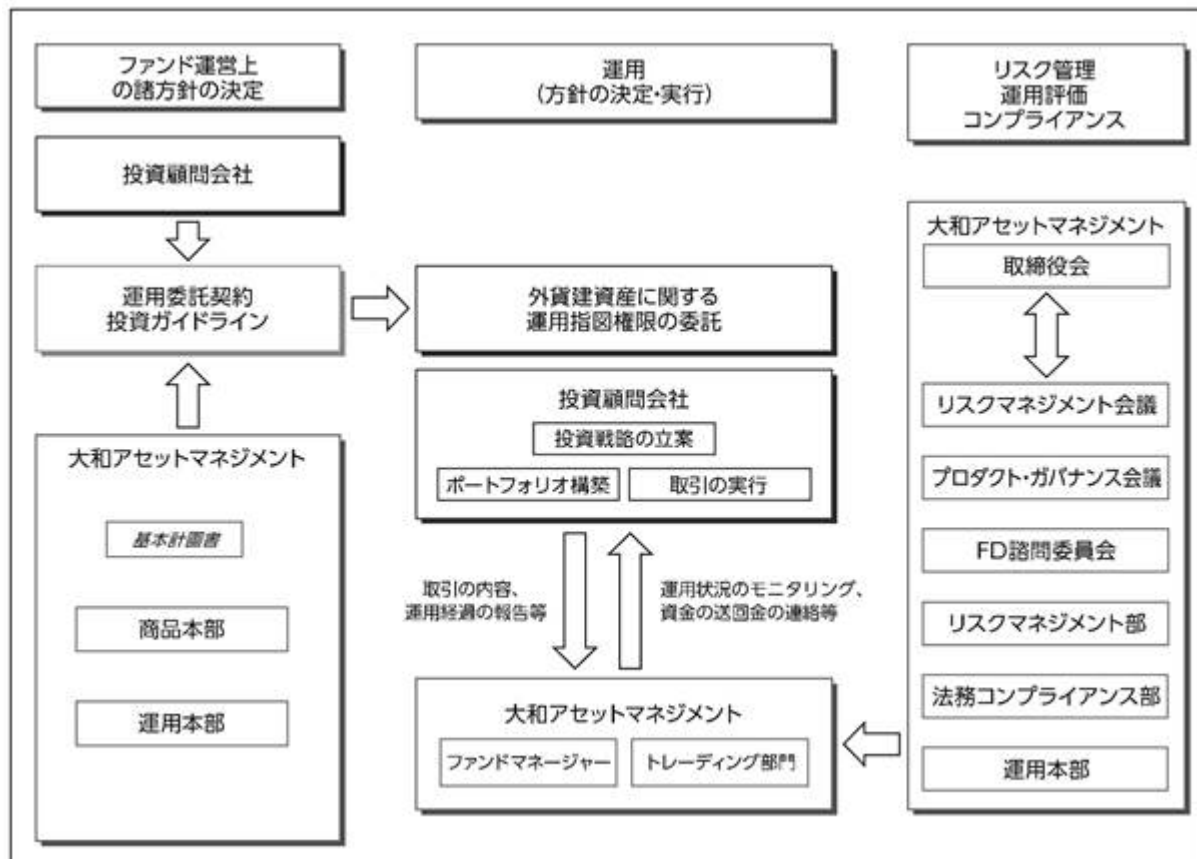 ファンド運営上
の諸方針の決定
投資顧問会社
運用委託契約
投資ガイドライン
大和アセットマネジメント
基本計画書
商品本部
運用本部
運用
(方針の決定・実行)
外貨建資産に関する
運用指図権限の委託
投資顧問会社
投資戦略の立案
ポートフォリオ構築
取引の実行
取引の内容、
運用経過の報告等
運用状況のモニタリング、
資金の送回金の連絡等
大和アセットマネジメント
ファンドマネージャー
トレーディング部門
リスク管理
運用評価
コンプライアンス
大和アセットマネジメント
取締役会
リスクマネジメント会議
プロダクト・ガバナンス会議
FD諮問委員会
リスクマネジメント部
法務コンプライアンス部
運用本部